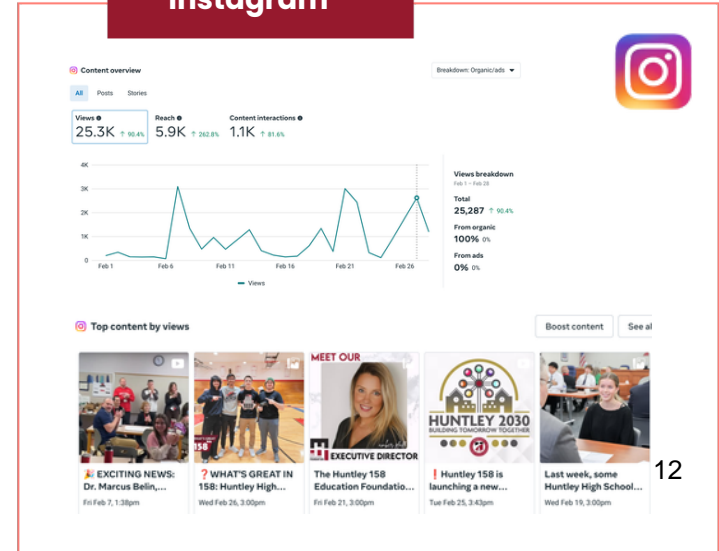 Instagram
Content overview
Breakdown: Organic/ads
All Posts Stories
Views Reach Content interactions
25.3K ↑ 90.4% 5.9K ↑ 262.8% 1.1K ↑ 81.6%
4K
3K
2K
1K
0
Feb 1 Feb 6 Feb 11 Feb 16 Feb 21 Feb 26
Views
Views breakdown
Feb 1 – Feb 28
Total
25,287 ↑ 90.4%
From organic
100% 0%
From ads
0% 0%
Top content by views
Boost content
See al
158
MEET OUR
EXECUTIVE DIRECTOR
HUNTLEY 2030
BUILDING TOMORROW TOGETHER
🎉 EXCITING NEWS:
Dr. Marcus Belin,...
Fri Feb 7, 1:38pm
❓WHAT'S GREAT IN
158: Huntley High...
Wed Feb 26, 3:00pm
The Huntley 158
Education Foundatio...
Fri Feb 21, 3:00pm
❗Huntley 158 is
launching a new...
Tue Feb 25, 3:43pm
Last week, some
Huntley High School...
Wed Feb 19, 3:00pm
12